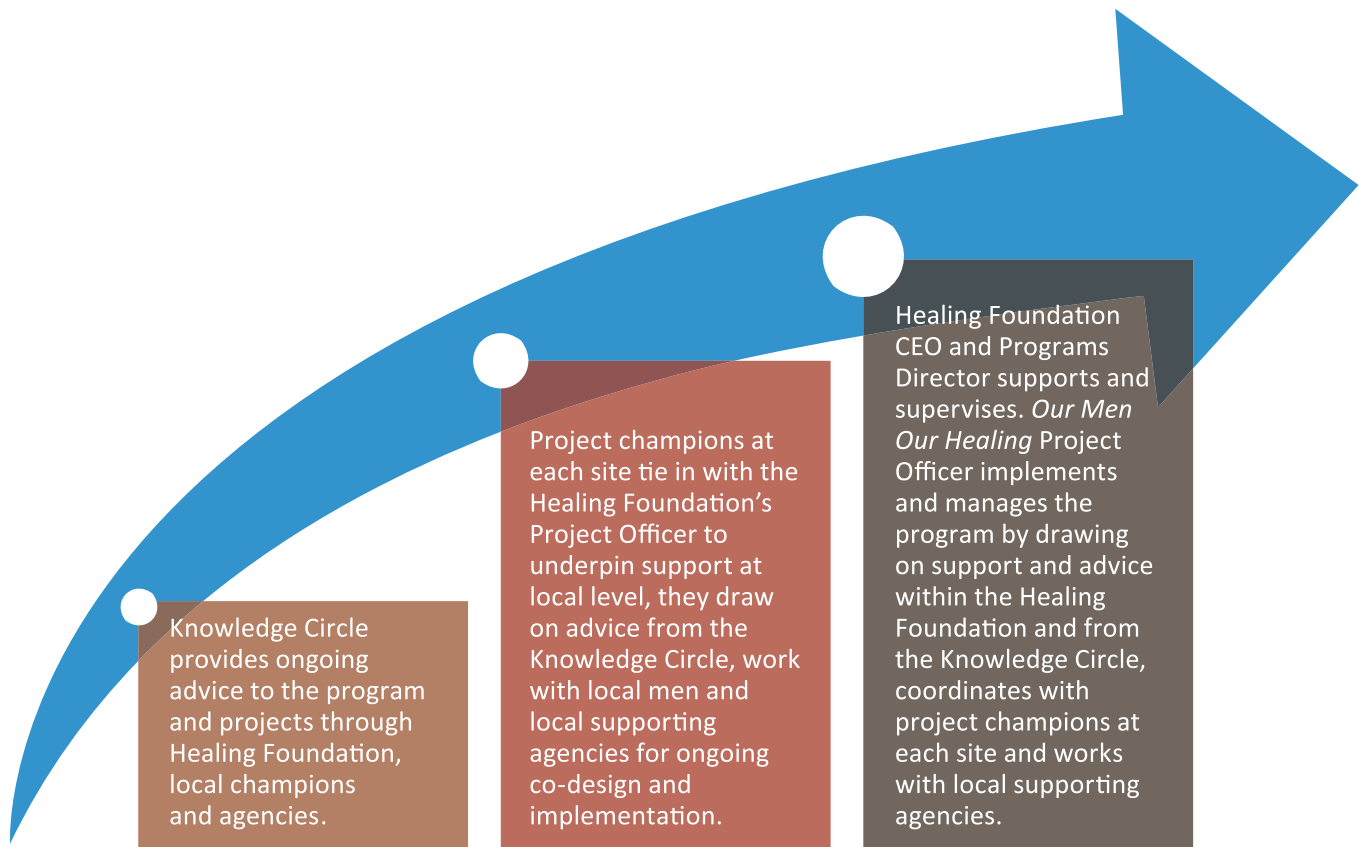 Knowledge Circle
provides ongoing
advice to the program
and projects through
Healing Foundation,
local champions
and agencies.
Project champions at
each site tie in with the
Healing Foundation’s
Project Officer to
underpin support at
local level, they draw
on advice from the
Knowledge Circle, work
with local men and
local supporting
agencies for ongoing
co-design and
implementation.
Healing Foundation
CEO and Programs
Director supports and
supervises. Our Men
Our Healing Project
Officer implements
and manages the
program by drawing
on support and advice
within the Healing
Foundation and from
the Knowledge Circle,
coordinates with
project champions at
each site and works
with local supporting
agencies.